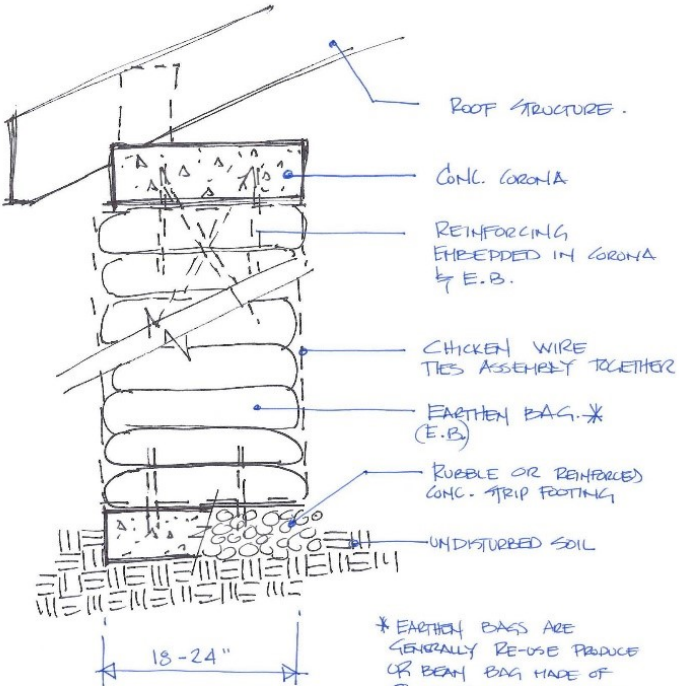 ROOF STRUCTURE.
CONC. CORONA
REINFORCING
EMBEDDED IN CORONA
& E.B.
CHICKEN WIRE
TIES ASSEMBLY TOGETHER
EARTHEN BAG. *
(E.B)
RUBBLE OR REINFORCED
CONC. STRIP FOOTING
UNDISTURBED SOIL
18-24"
* EARTHEN BAGS ARE
GENERALLY RE-USE PRODUCE
OR BEAN BAG MADE OF